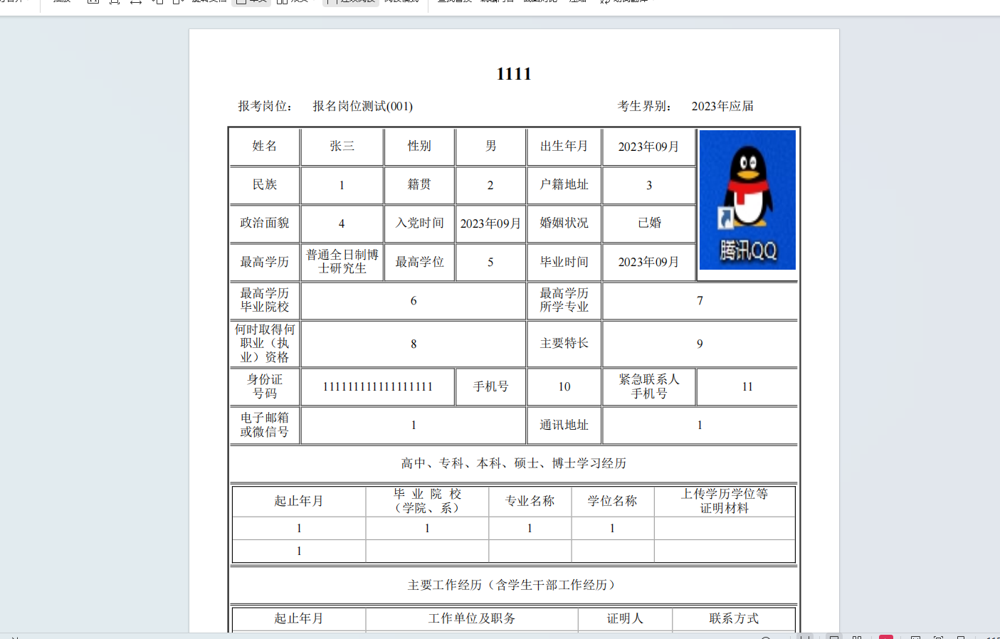 1111
报考岗位： 报名岗位测试(001) 考生界别： 2023年应届
姓名 张三 性别 男 出生年月 2023年09月
民族 1 籍贯 2 户籍地址 3
政治面貌 4 入党时间 2023年09月 婚姻状况 已婚
腾讯QQ
最高学历 普通全日制博
士研究生 最高学位 5 毕业时间 2023年09月
最高学历
毕业院校 6 最高学历
所学专业 7
何时取得何
职业（执
业）资格 8 主要特长 9
身份证
号码 111111111111111111 手机号 10 紧急联系人
手机号 11
电子邮箱
或微信号 1 通讯地址 1
高中、专科、本科、硕士、博士学习经历
起止年月 毕 业 院 校
（学院、系） 专业名称 学位名称 上传学历学位等
证明材料
1 1 1 1
1
主要工作经历（含学生干部工作经历）
起止年月 工作单位及职务 证明人 联系方式